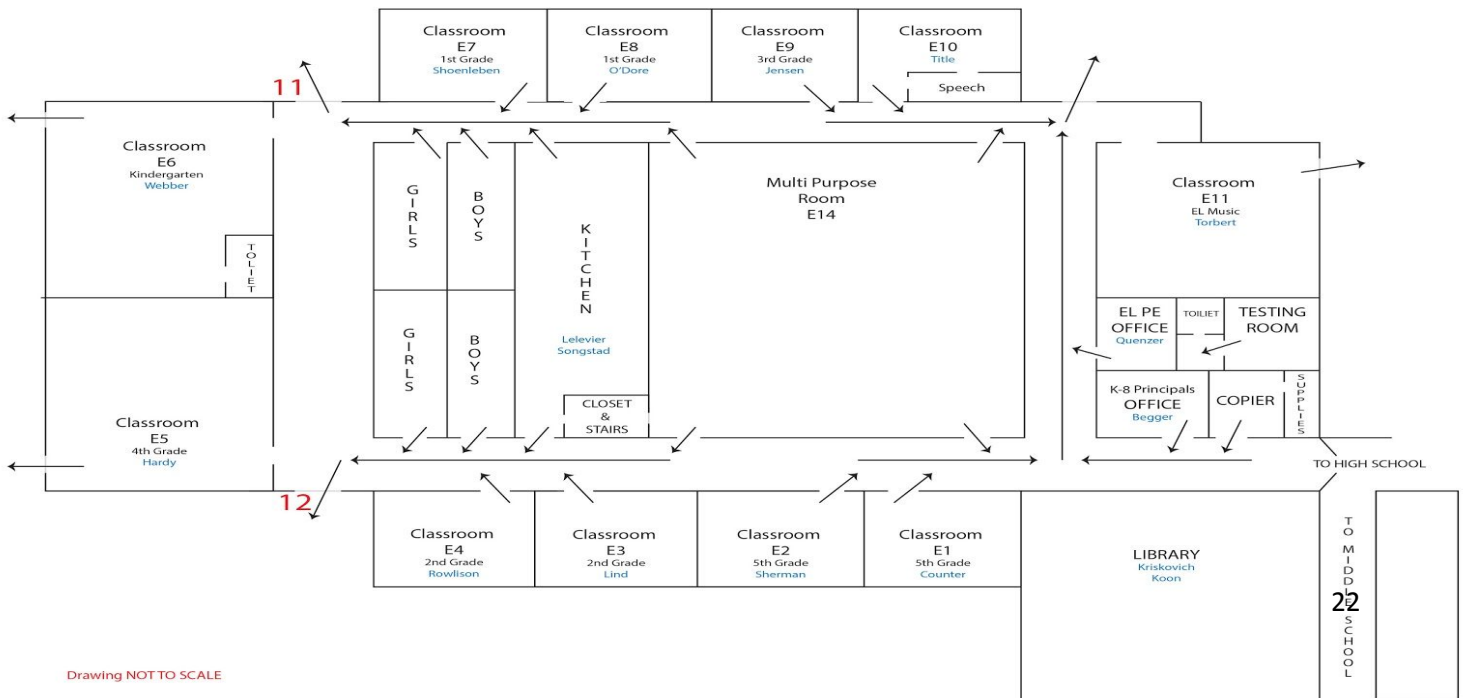 Classroom
E7
1st Grade
Shoenleben
Classroom
E8
1st Grade
O'Dore
Classroom
E9
3rd Grade
Jensen
Classroom
E10
Title
Speech
11
Classroom
E6
Kindergarten
Webber
TOLIET
GIRLS
BOYS
KITCHEN
Lelevier
Songstad
Multi Purpose
Room
E14
Classroom
E11
EL Music
Torbert
EL PE
OFFICE
Quenzer
TOILIET
TESTING
ROOM
GIRLS
BOYS
CLOSET
&
STAIRS
K-8 Principals
OFFICE
Begger
COPIER
SUPPLIES
Classroom
E5
4th Grade
Hardy
TO HIGH SCHOOL
12
Classroom
E4
2nd Grade
Rowlison
Classroom
E3
2nd Grade
Lind
Classroom
E2
5th Grade
Sherman
Classroom
E1
5th Grade
Counter
LIBRARY
Kriskovich
Koon
TO MIDDLE SCHOOL
22
Drawing NOT TO SCALE